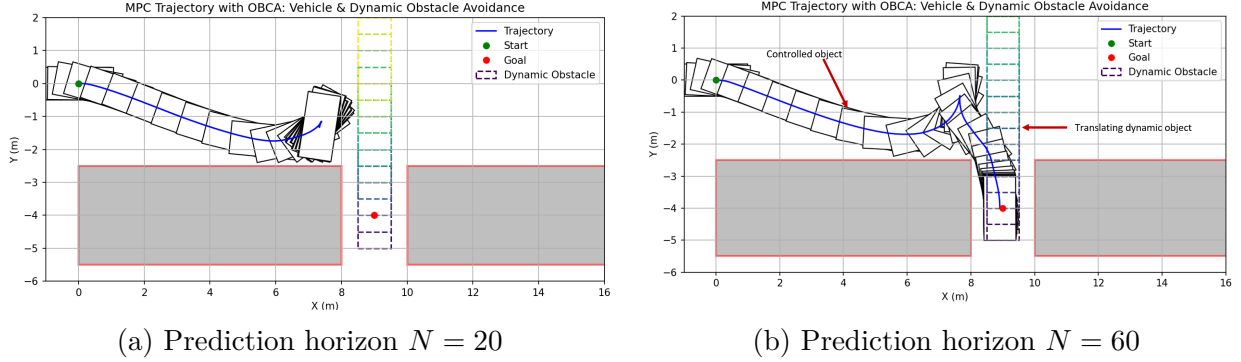 MPC Trajectory with OBCA: Vehicle & Dynamic Obstacle Avoidance
Y (m)
2
1
0
−1
−2
−3
−4
−5
−6
Trajectory
Start
Goal
Dynamic Obstacle
0
2
4
6
8
10
12
14
16
X (m)
(a) Prediction horizon N = 20
MPC Trajectory with OBCA: Vehicle & Dynamic Obstacle Avoidance
Y (m)
2
1
0
−1
−2
−3
−4
−5
−6
Controlled object
Trajectory
Start
Goal
Dynamic Obstacle
Translating dynamic object
0
2
4
6
8
10
12
14
16
X (m)
(b) Prediction horizon N = 60